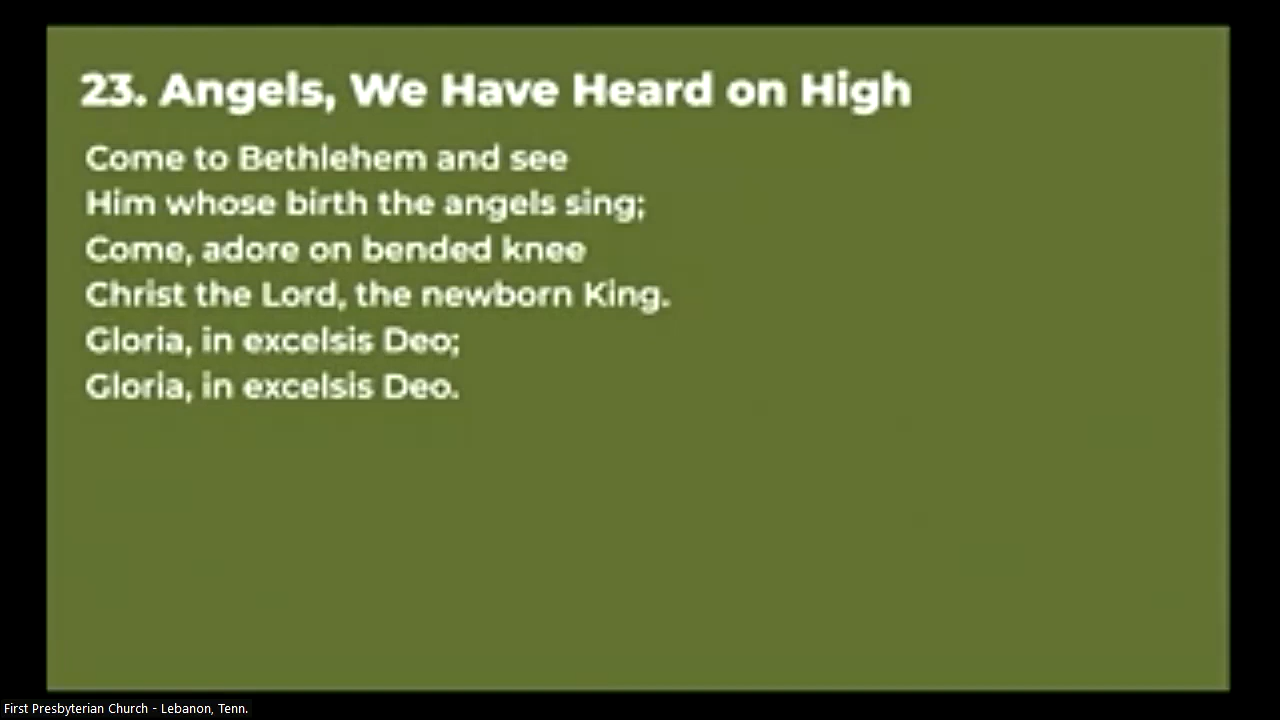 23. Angels, We Have Heard on High
Come to Bethlehem and see
Him whose birth the angels sing;
Come, adore on bended knee
Christ the Lord, the newborn King.
Gloria, in excelsis Deo;
Gloria, in excelsis Deo.
First Presbyterian Church - Lebanon, Tenn.